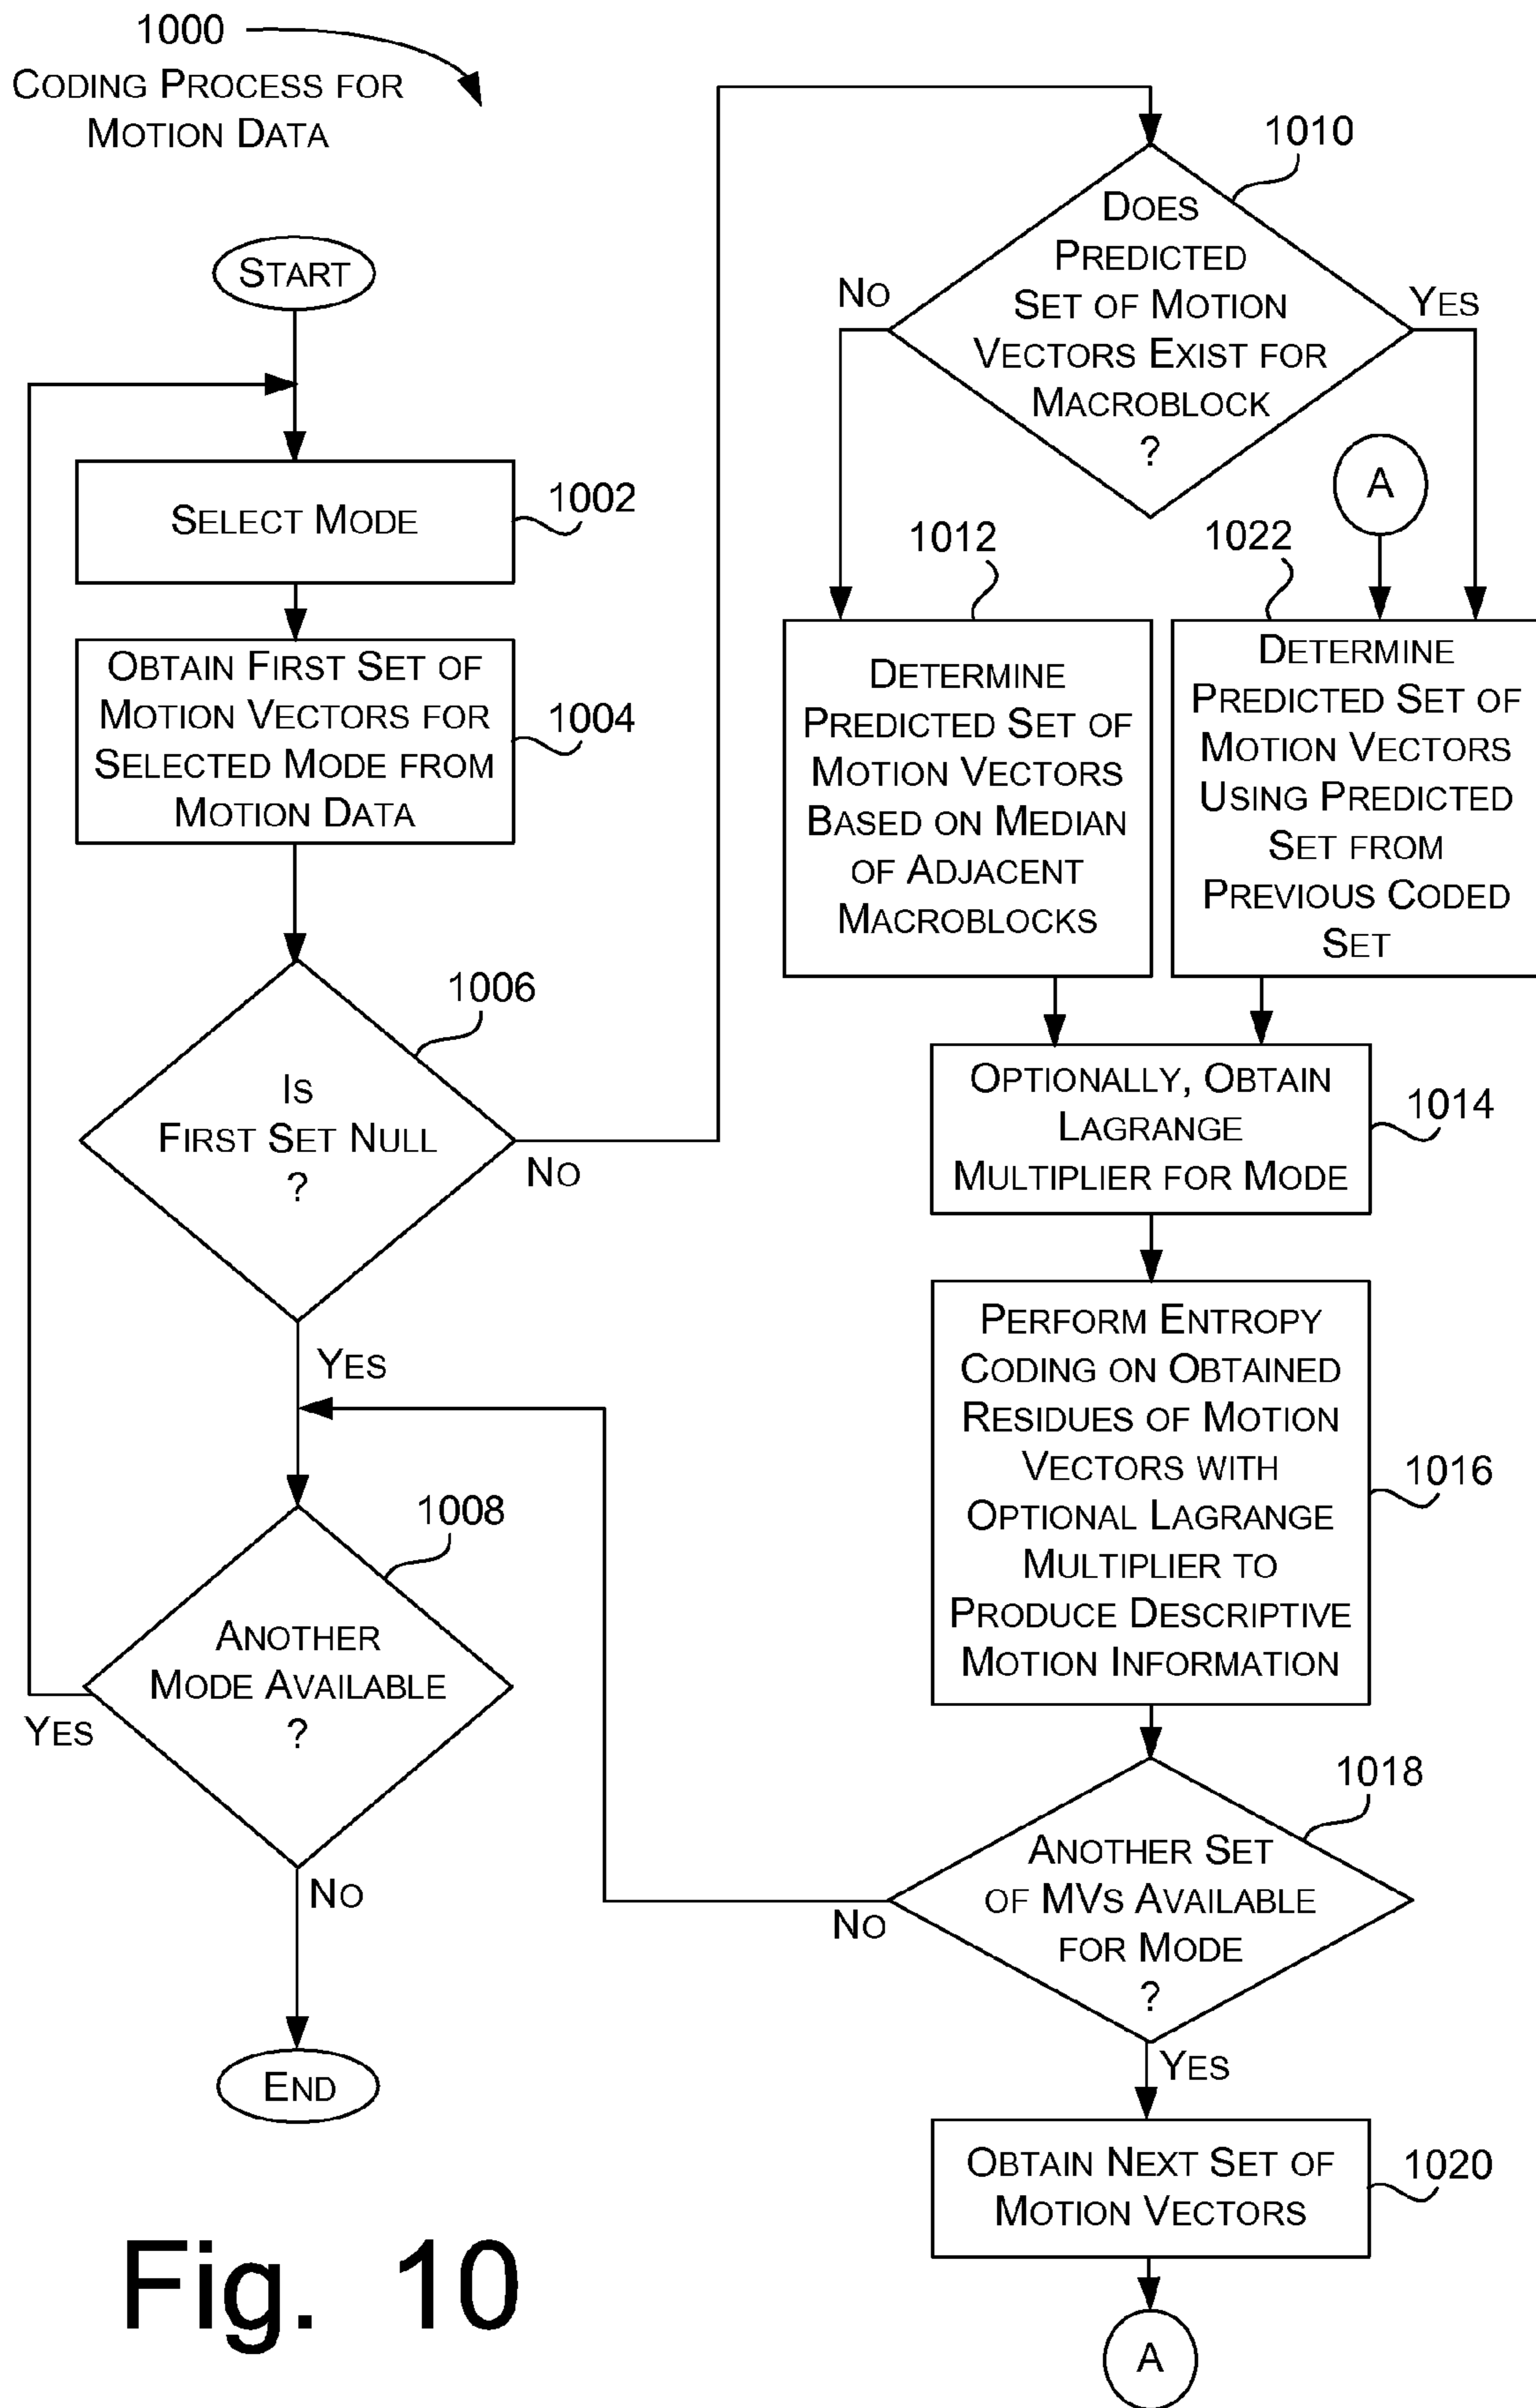 1000
CODING PROCESS FOR
MOTION DATA
START
SELECT MODE
1002
OBTAIN FIRST SET OF
MOTION VECTORS FOR
SELECTED MODE FROM
MOTION DATA
1004
1006
IS
FIRST SET NULL
?
NO
YES
1008
ANOTHER
MODE AVAILABLE
?
YES
NO
END
1010
DOES
PREDICTED
SET OF MOTION
VECTORS EXIST FOR
MACROBLOCK
?
NO
YES
A
1012
DETERMINE
PREDICTED SET OF
MOTION VECTORS
BASED ON MEDIAN
OF ADJACENT
MACROBLOCKS
1022
DETERMINE
PREDICTED SET OF
MOTION VECTORS
USING PREDICTED
SET FROM
PREVIOUS CODED
SET
OPTIONALLY, OBTAIN
LAGRANGE
MULTIPLIER FOR MODE
1014
PERFORM ENTROPY
CODING ON OBTAINED
RESIDUES OF MOTION
VECTORS WITH
OPTIONAL LAGRANGE
MULTIPLIER TO
PRODUCE DESCRIPTIVE
MOTION INFORMATION
1016
1018
ANOTHER SET
OF MVS AVAILABLE
FOR MODE
?
NO
YES
OBTAIN NEXT SET OF
MOTION VECTORS
1020
A
Fig. 10